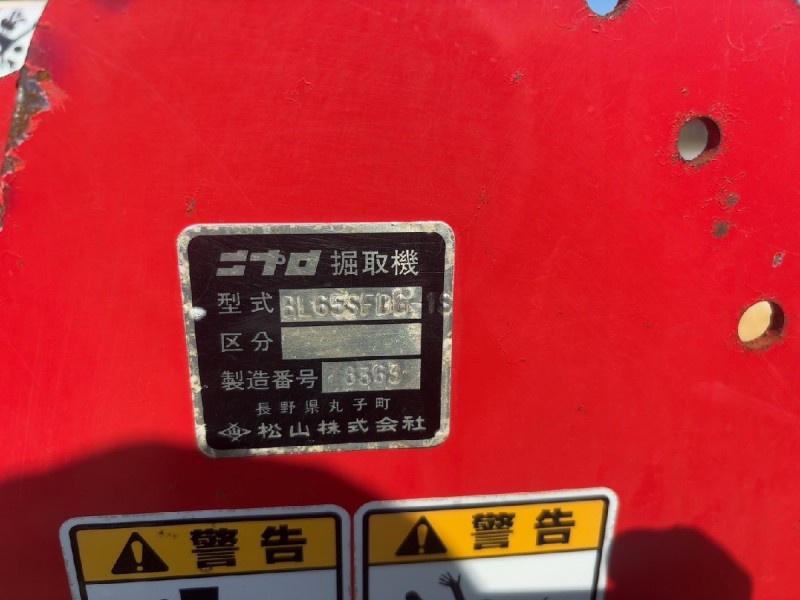 ニプロ 掘取機
型式 BL65SFDG-1S
区分
製造番号 8569
長野県丸子町
松山株式会社
警告
警告